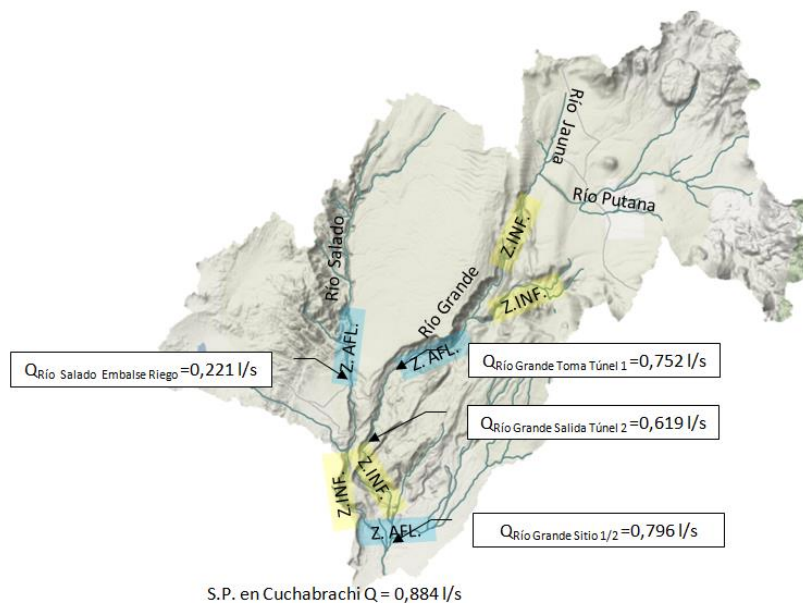 Río Jauna
Río Putana
Río Salado
Z.INF.
Río Grande
Z.INF.
Z. AFL.
Z. AFL.
QRío Salado Embalse Riego =0,221 l/s
QRío Grande Toma Túnel 1 =0,752 l/s
QRío Grande Salida Túnel 2 =0,619 l/s
Z.INF.
Z.INF.
Z. AFL.
QRío Grande Sitio 1/2 =0,796 l/s
S.P. en Cuchabrachi Q = 0,884 l/s